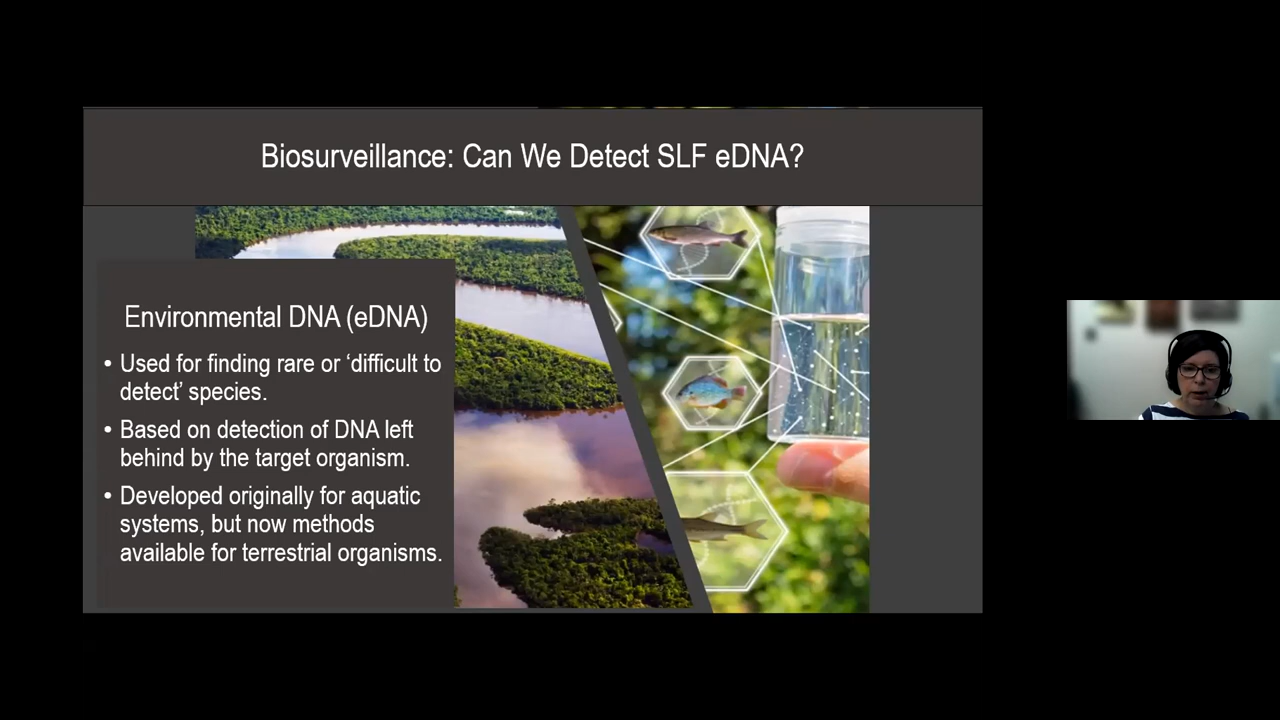 Biosurveillance: Can We Detect SLF eDNA?
Environmental DNA (eDNA)
• Used for finding rare or ‘difficult to
detect’ species.
• Based on detection of DNA left
behind by the target organism.
• Developed originally for aquatic
systems, but now methods
available for terrestrial organisms.